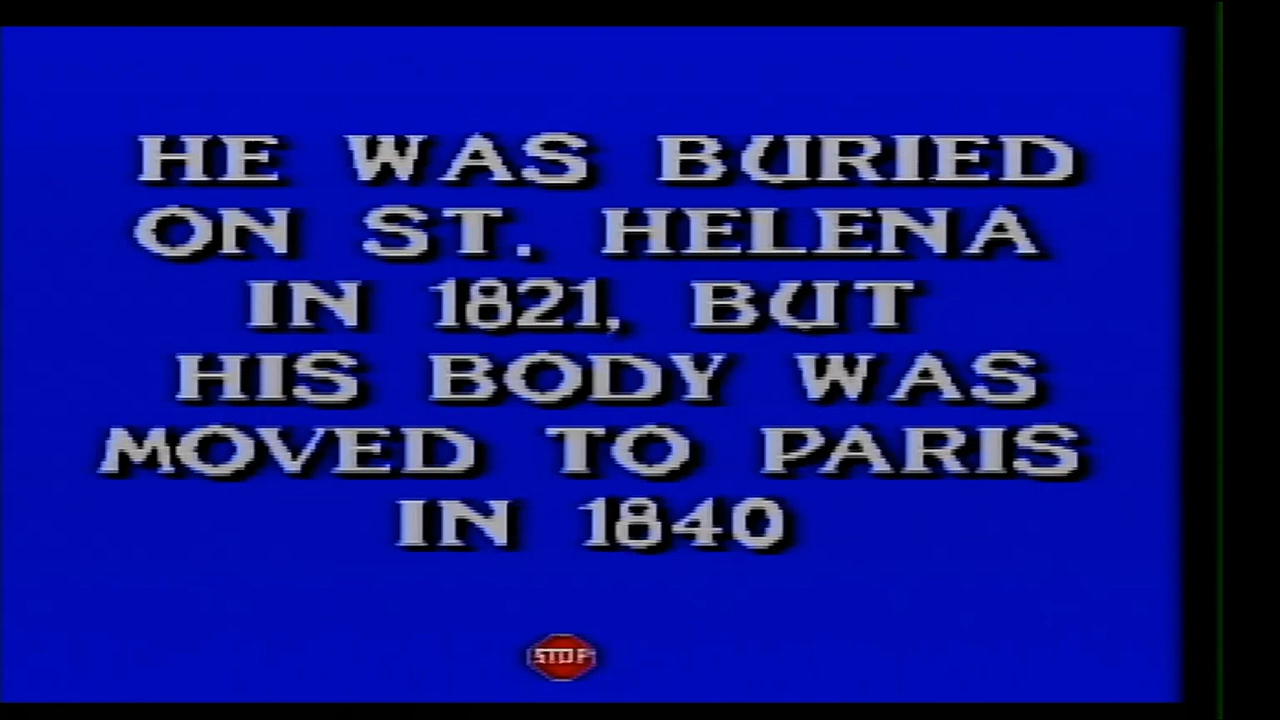 HE WAS BURIED
ON ST. HELENA
IN 1821, BUT
HIS BODY WAS
MOVED TO PARIS
IN 1840
STOP